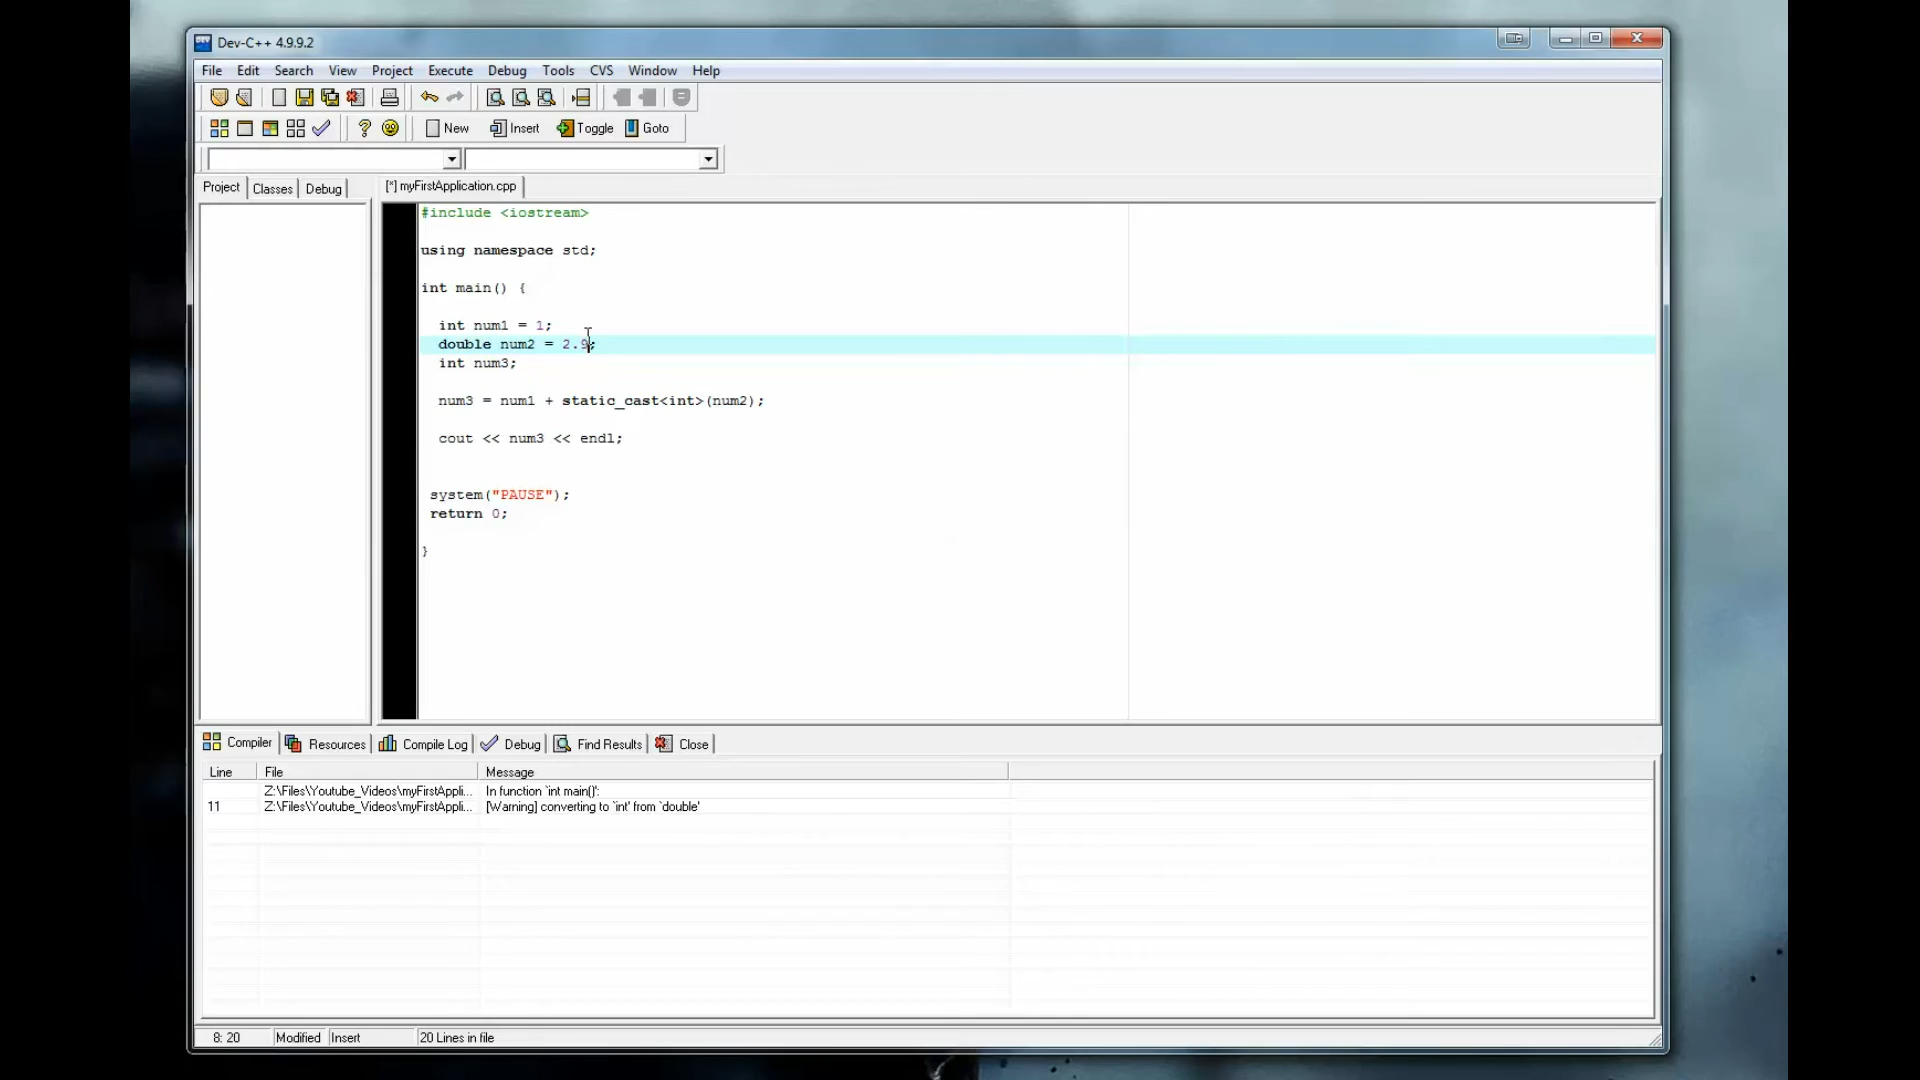 Dev-C++ 4.9.9.2
File Edit Search View Project Execute Debug Tools CVS Window Help
New Insert Toggle Goto
Project Classes Debug [*] myFirstApplication.cpp
#include <iostream>
using namespace std;
int main() {
int num1 = 1;
double num2 = 2.9;
int num3;
num3 = num1 + static_cast<int>(num2);
cout << num3 << endl;
system("PAUSE");
return 0;
}
Compiler Resources Compile Log Debug Find Results Close
Line File Message
Z:\Files\Youtube_Videos\myFirstAppli... In function `int main()':
11 Z:\Files\Youtube_Videos\myFirstAppli... [Warning] converting to `int' from `double'
8: 20 Modified Insert 20 Lines in file